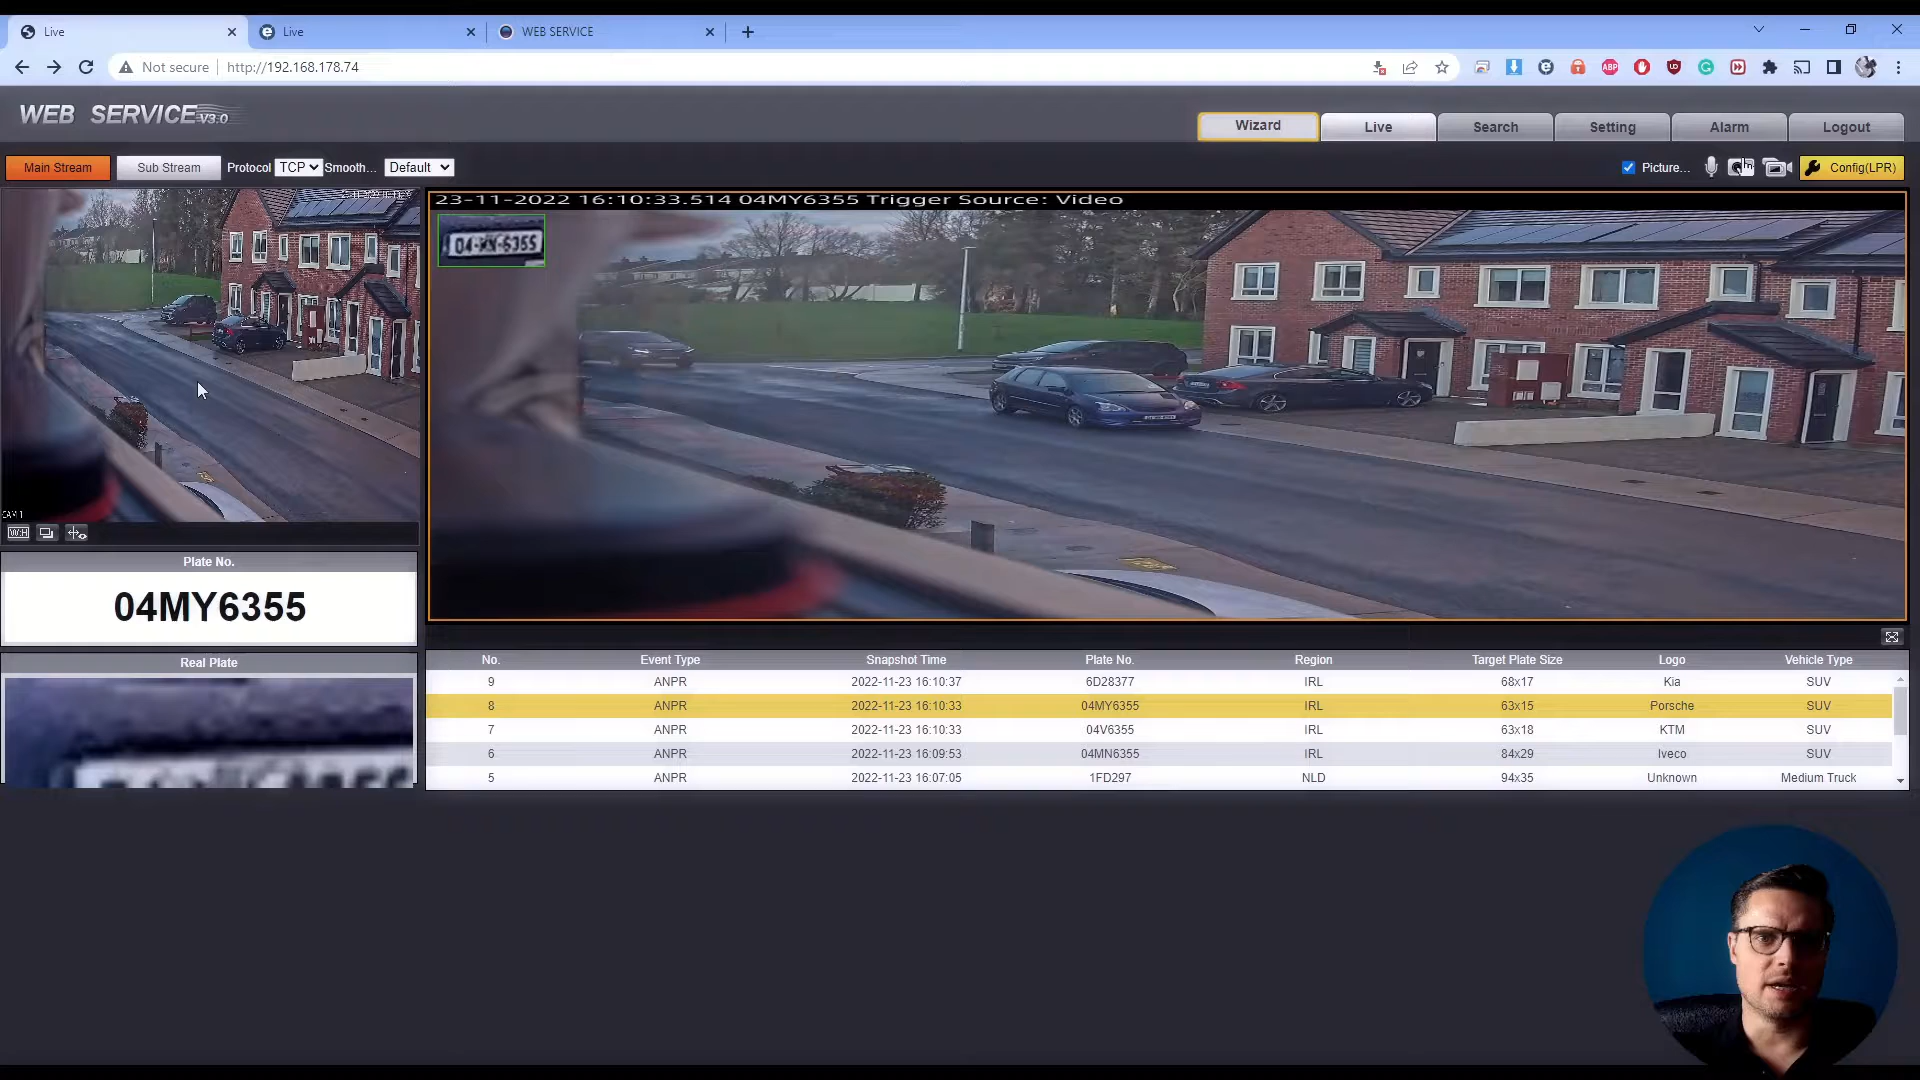 Live
Live
WEB SERVICE
Not secure
http://192.168.178.74
ABP
WEB SERVICE V3.0
Wizard
Live
Search
Setting
Alarm
Logout
Main Stream
Sub Stream
Protocol
TCP
Smooth...
Default
Picture...
Config(LPR)
23-11-2022 16:10:33.514 04MY6355 Trigger Source: Video
CAM 1
W:H
Plate No.
04MY6355
Real Plate
No. Event Type Snapshot Time Plate No. Region Target Plate Size Logo Vehicle Type
9 ANPR 2022-11-23 16:10:37 6D28377 IRL 68x17 Kia SUV
8 ANPR 2022-11-23 16:10:33 04MY6355 IRL 63x15 Porsche SUV
7 ANPR 2022-11-23 16:10:33 04V6355 IRL 63x18 KTM SUV
6 ANPR 2022-11-23 16:09:53 04MN6355 IRL 84x29 Iveco SUV
5 ANPR 2022-11-23 16:07:05 1FD297 NLD 94x35 Unknown Medium Truck